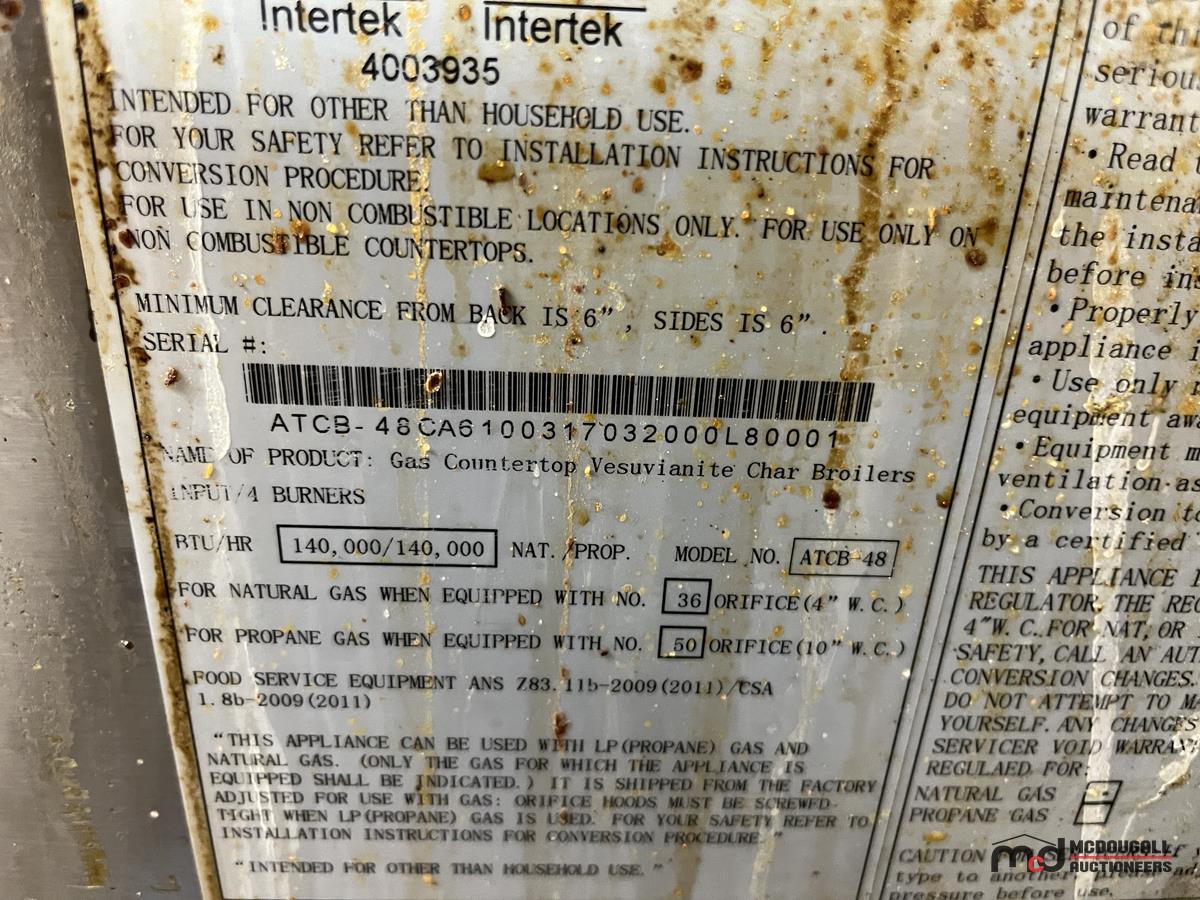 Intertek Intertek
4003935
INTENDED FOR OTHER THAN HOUSEHOLD USE.
FOR YOUR SAFETY REFER TO INSTALLATION INSTRUCTIONS FOR
CONVERSION PROCEDURE.
FOR USE IN NON COMBUSTIBLE LOCATIONS ONLY. FOR USE ONLY ON
NON COMBUSTIBLE COUNTERTOPS.
MINIMUM CLEARANCE FROM BACK IS 6", SIDES IS 6".
SERIAL #:
ATCB-48CA6100317032000L80001
NAME OF PRODUCT: Gas Countertop Vesuvianite Char Broilers
INPUT/4 BURNERS
BTU/HR 140,000/140,000 NAT./PROP. MODEL NO. ATCB-48
FOR NATURAL GAS WHEN EQUIPPED WITH NO. 36 ORIFICE(4" W.C.)
FOR PROPANE GAS WHEN EQUIPPED WITH NO. 50 ORIFICE(10" W.C.)
FOOD SERVICE EQUIPMENT ANS Z83.11b-2009(2011)/CSA
1.8b-2009(2011)
"THIS APPLIANCE CAN BE USED WITH LP(PROPANE) GAS AND
NATURAL GAS. (ONLY THE GAS FOR WHICH THE APPLIANCE IS
EQUIPPED SHALL BE INDICATED.) IT IS SHIPPED FROM THE FACTORY
ADJUSTED FOR USE WITH GAS: ORIFICE HOODS MUST BE SCREWED
TIGHT WHEN LP(PROPANE) GAS IS USED. FOR YOUR SAFETY REFER TO
INSTALLATION INSTRUCTIONS FOR CONVERSION PROCEDURE."
"INTENDED FOR OTHER THAN HOUSEHOLD USE."
of
seriou
warrant
• Read
maintena
the insta
before ins
• Properly
appliance i
• Use only
equipment awa
• Equipment m
ventilation as
• Conversion to
by a certified
THIS APPLIANCE I
REGULATOR. THE REG
4"W.C..FOR NAT, OR
SAFETY, CALL AN AUT
CONVERSION CHANGES.
DO NOT ATTEMPT TO MA
YOURSELF. ANY CHANGES
SERVICER VOID WARRAN
REGULAED FOR:
NATURAL GAS
PROPANE GAS
CAUTION
type to another, please
pressure before use.
mcd MCDOUGALL
AUCTIONEERS